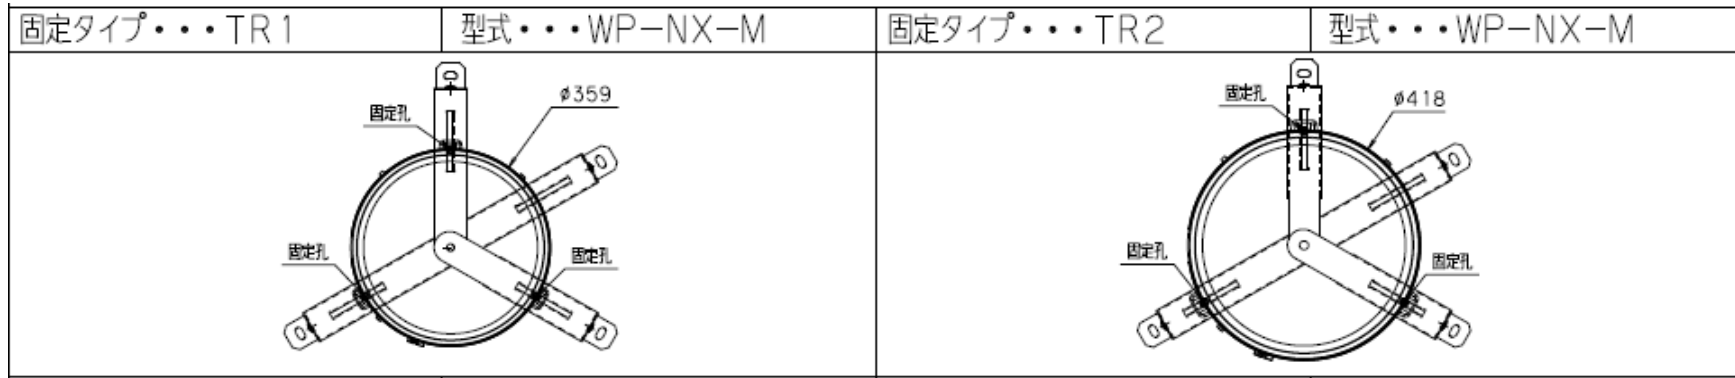 固定タイプ・・・TR1
型式・・・WP－NX－M
固定タイプ・・・TR2
型式・・・WP－NX－M
φ359
固定孔
固定孔
固定孔
固定孔
φ418
固定孔
固定孔